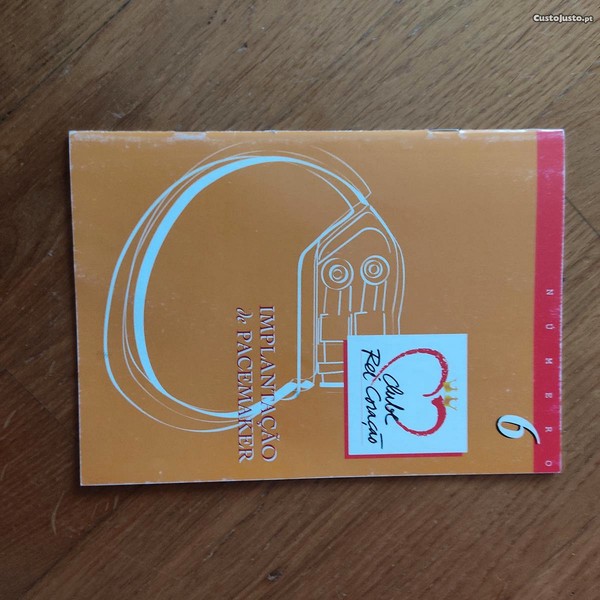 CustoJusto.pt
NÚMERO
6
Clube
Rei Coração
IMPLANTAÇÃO
de PACEMAKER